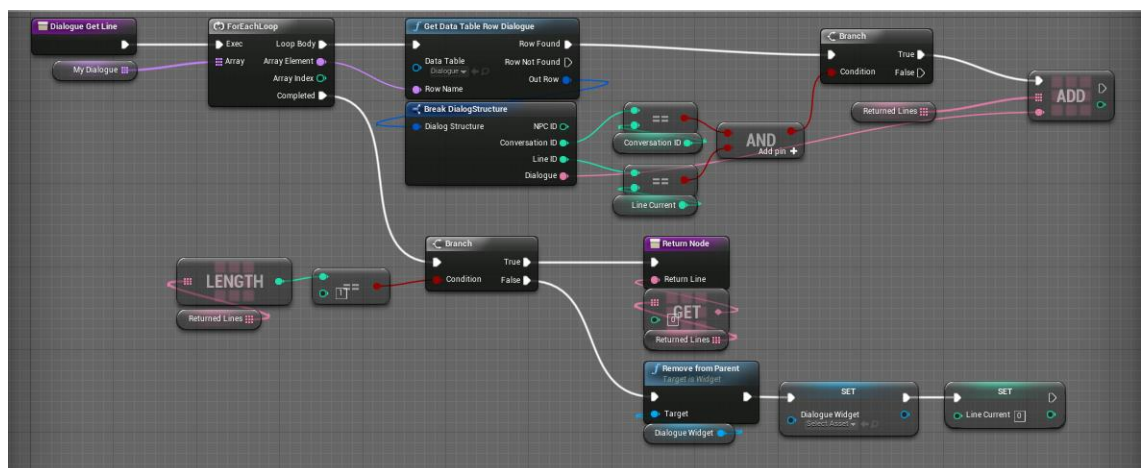 Dialogue Get Line
My Dialogue
ForEachLoop
Exec
Loop Body
Array
Array Element
Array Index
Completed
Get Data Table Row Dialogue
Row Found
Data Table
Dialogue
Row Not Found
Out Row
Row Name
Break DialogStructure
Dialog Structure
NPC ID
Conversation ID
Line ID
Dialogue
==
Conversation ID
==
Line Current
AND
Add pin +
Branch
True
Condition
False
Returned Lines
ADD
LENGTH
Returned Lines
1
==
Branch
True
Condition
False
Return Node
Return Line
GET
0
Returned Lines
Remove from Parent
Target is Widget
Target
Dialogue Widget
SET
Dialogue Widget
Select Asset
SET
Line Current 0